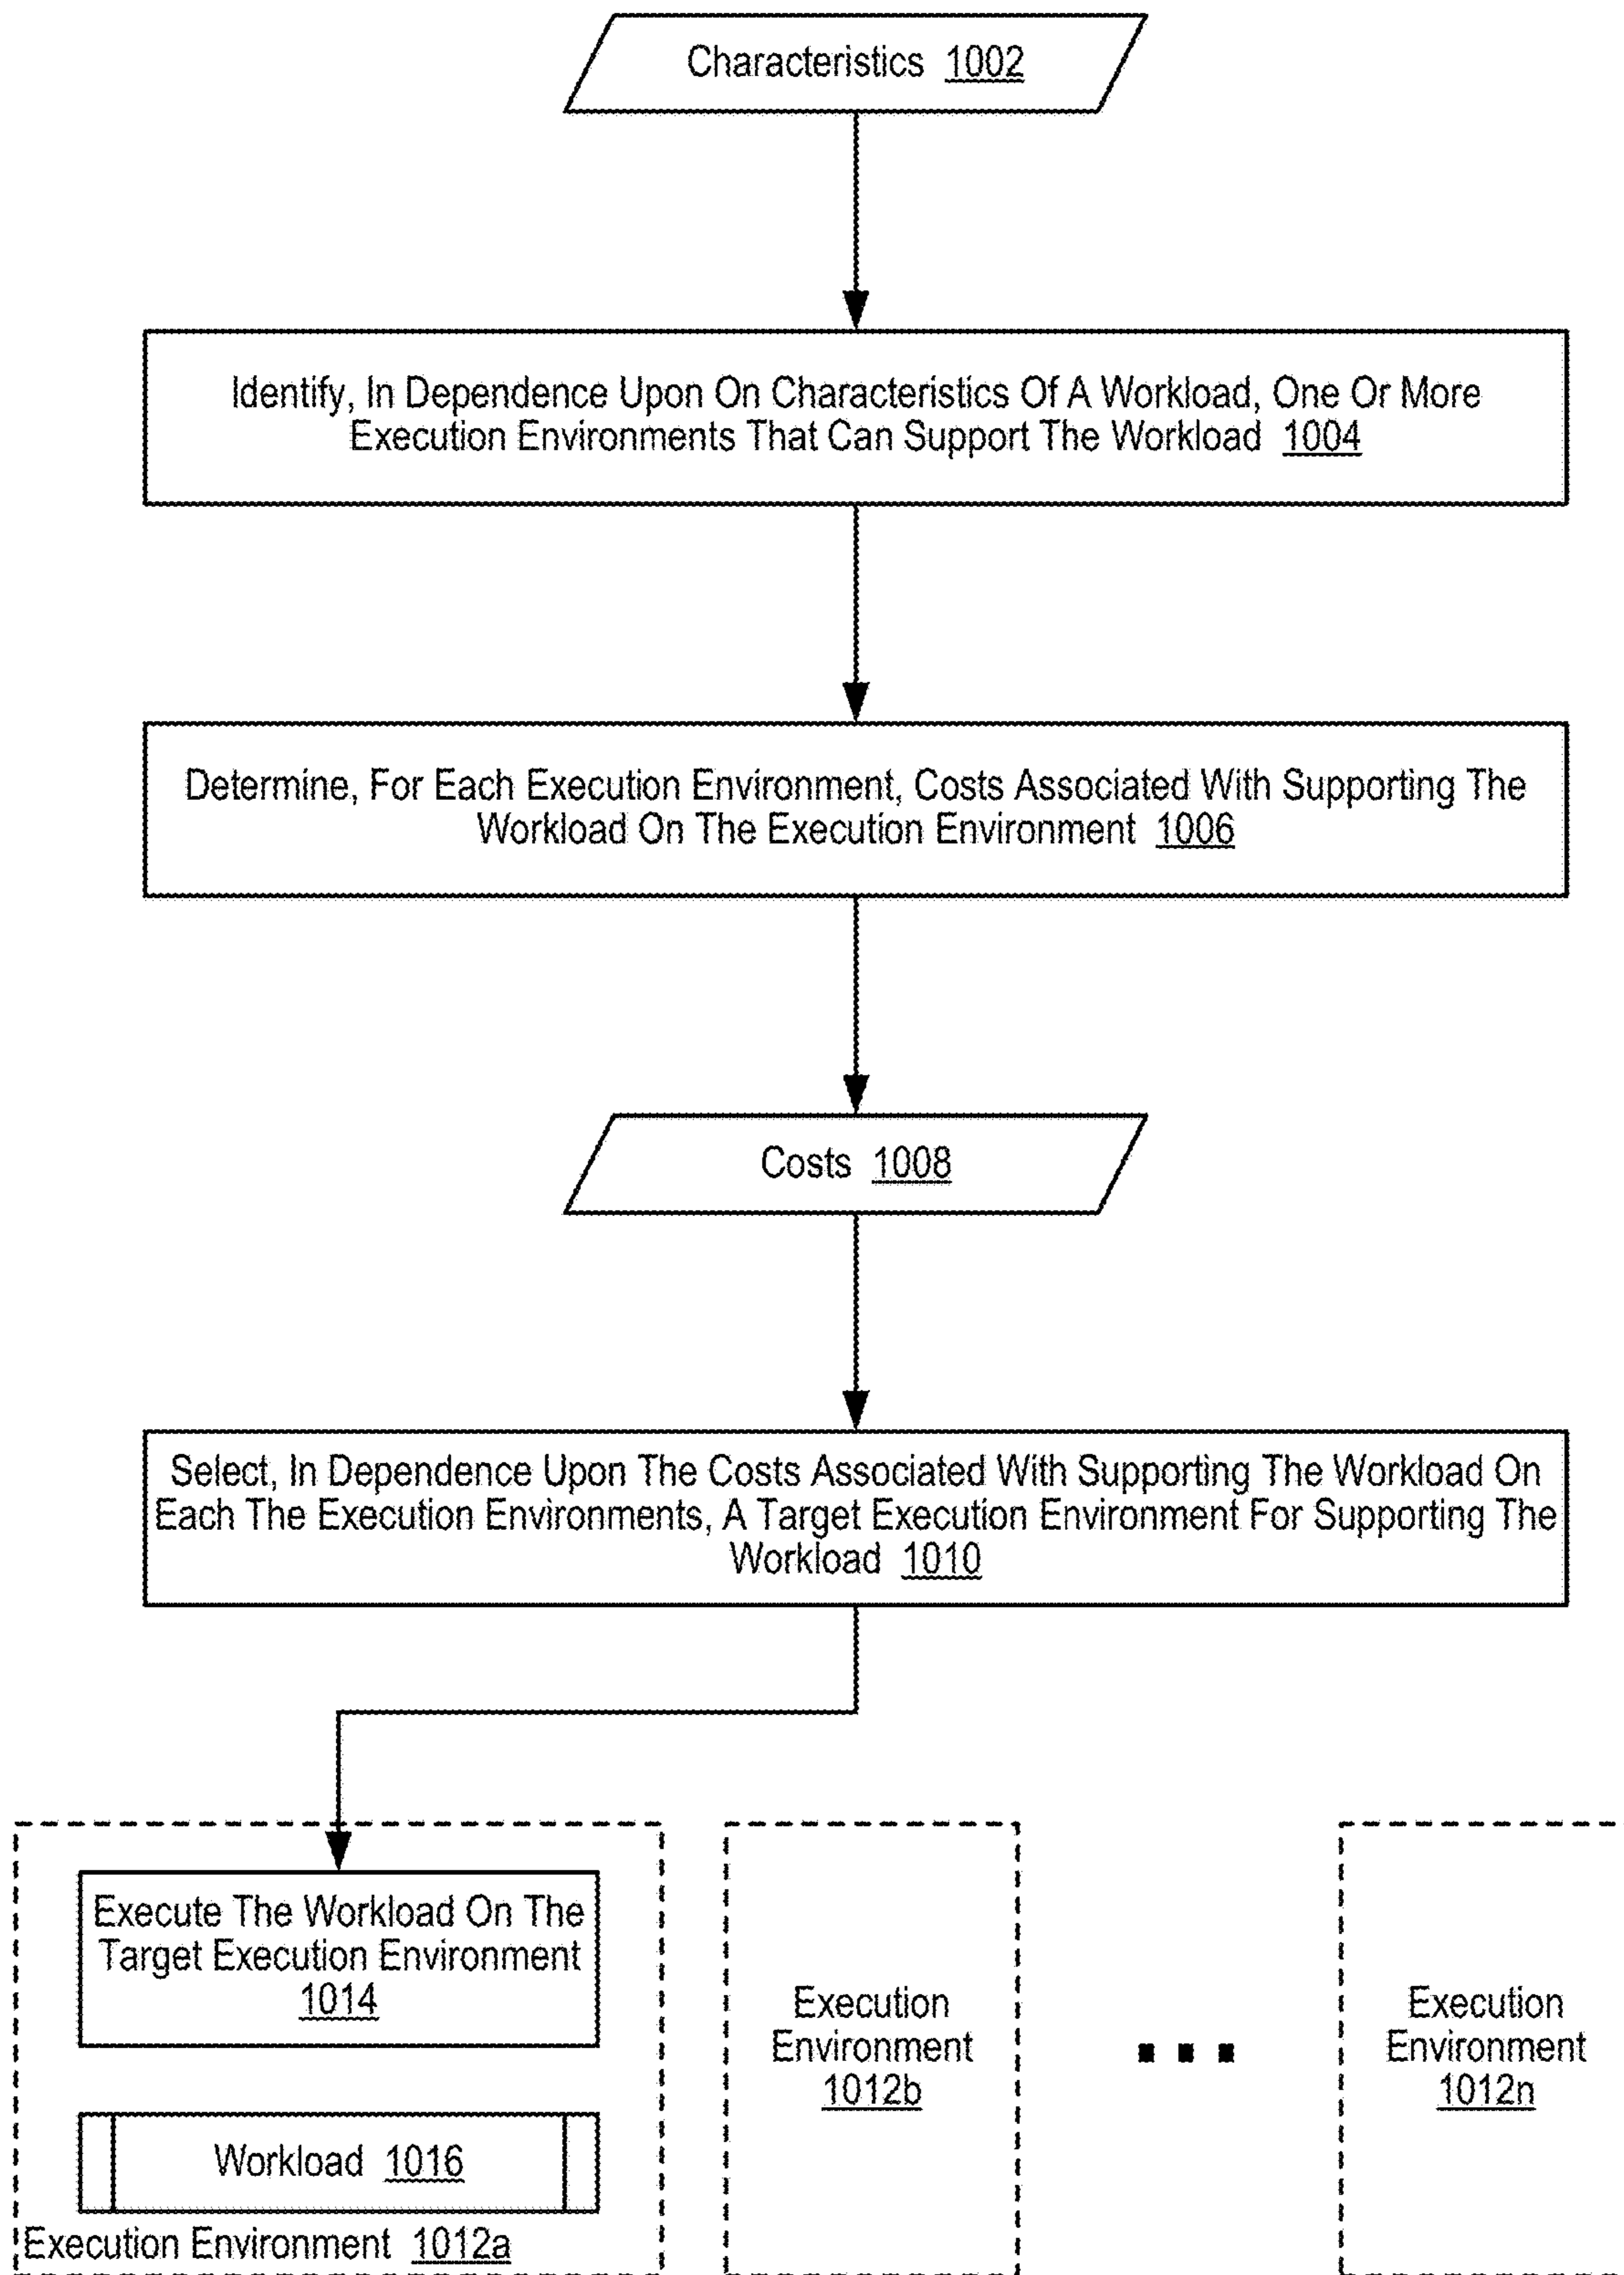 Characteristics 1002
Identify, In Dependence Upon On Characteristics Of A Workload, One Or More
Execution Environments That Can Support The Workload 1004
Determine, For Each Execution Environment, Costs Associated With Supporting The
Workload On The Execution Environment 1006
Costs 1008
Select, In Dependence Upon The Costs Associated With Supporting The Workload On
Each The Execution Environments, A Target Execution Environment For Supporting The
Workload 1010
Execute The Workload On The
Target Execution Environment
1014
Workload 1016
Execution Environment 1012a
Execution
Environment
1012b
Execution
Environment
1012n